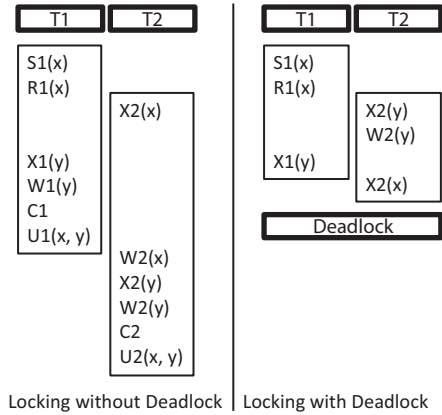 T1 T2
S1(x)
R1(x)
X2(x)
X1(y)
W1(y)
C1
U1(x, y)
W2(x)
X2(y)
W2(y)
C2
U2(x, y)
Locking without Deadlock
T1 T2
S1(x)
R1(x)
X2(y)
W2(y)
X1(y)
X2(x)
Deadlock
Locking with Deadlock